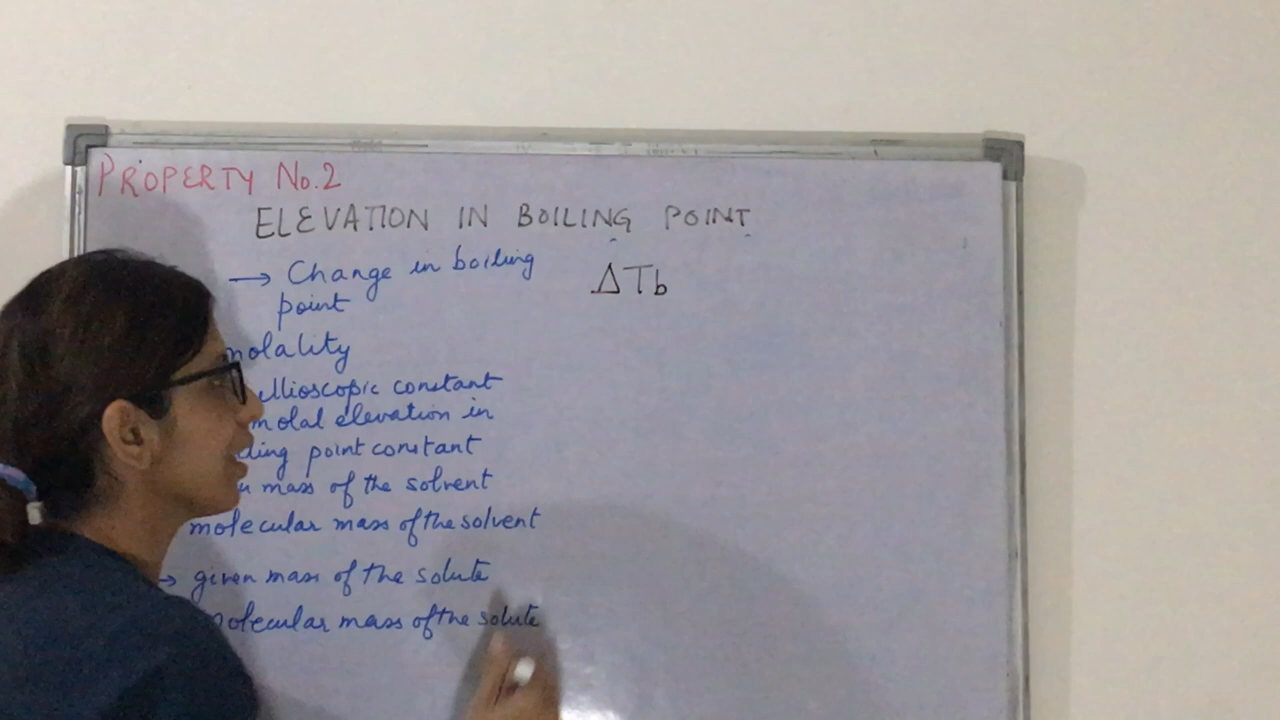 PROPERTY No.2
ELEVATION IN BOILING POINT
→ Change in boiling ΔTb
point
molality
llioscopic constant
molal elevation in
ling point constant
n mass of the solvent
molecular mass of the solvent
→ given mass of the solute
molecular mass of the solute